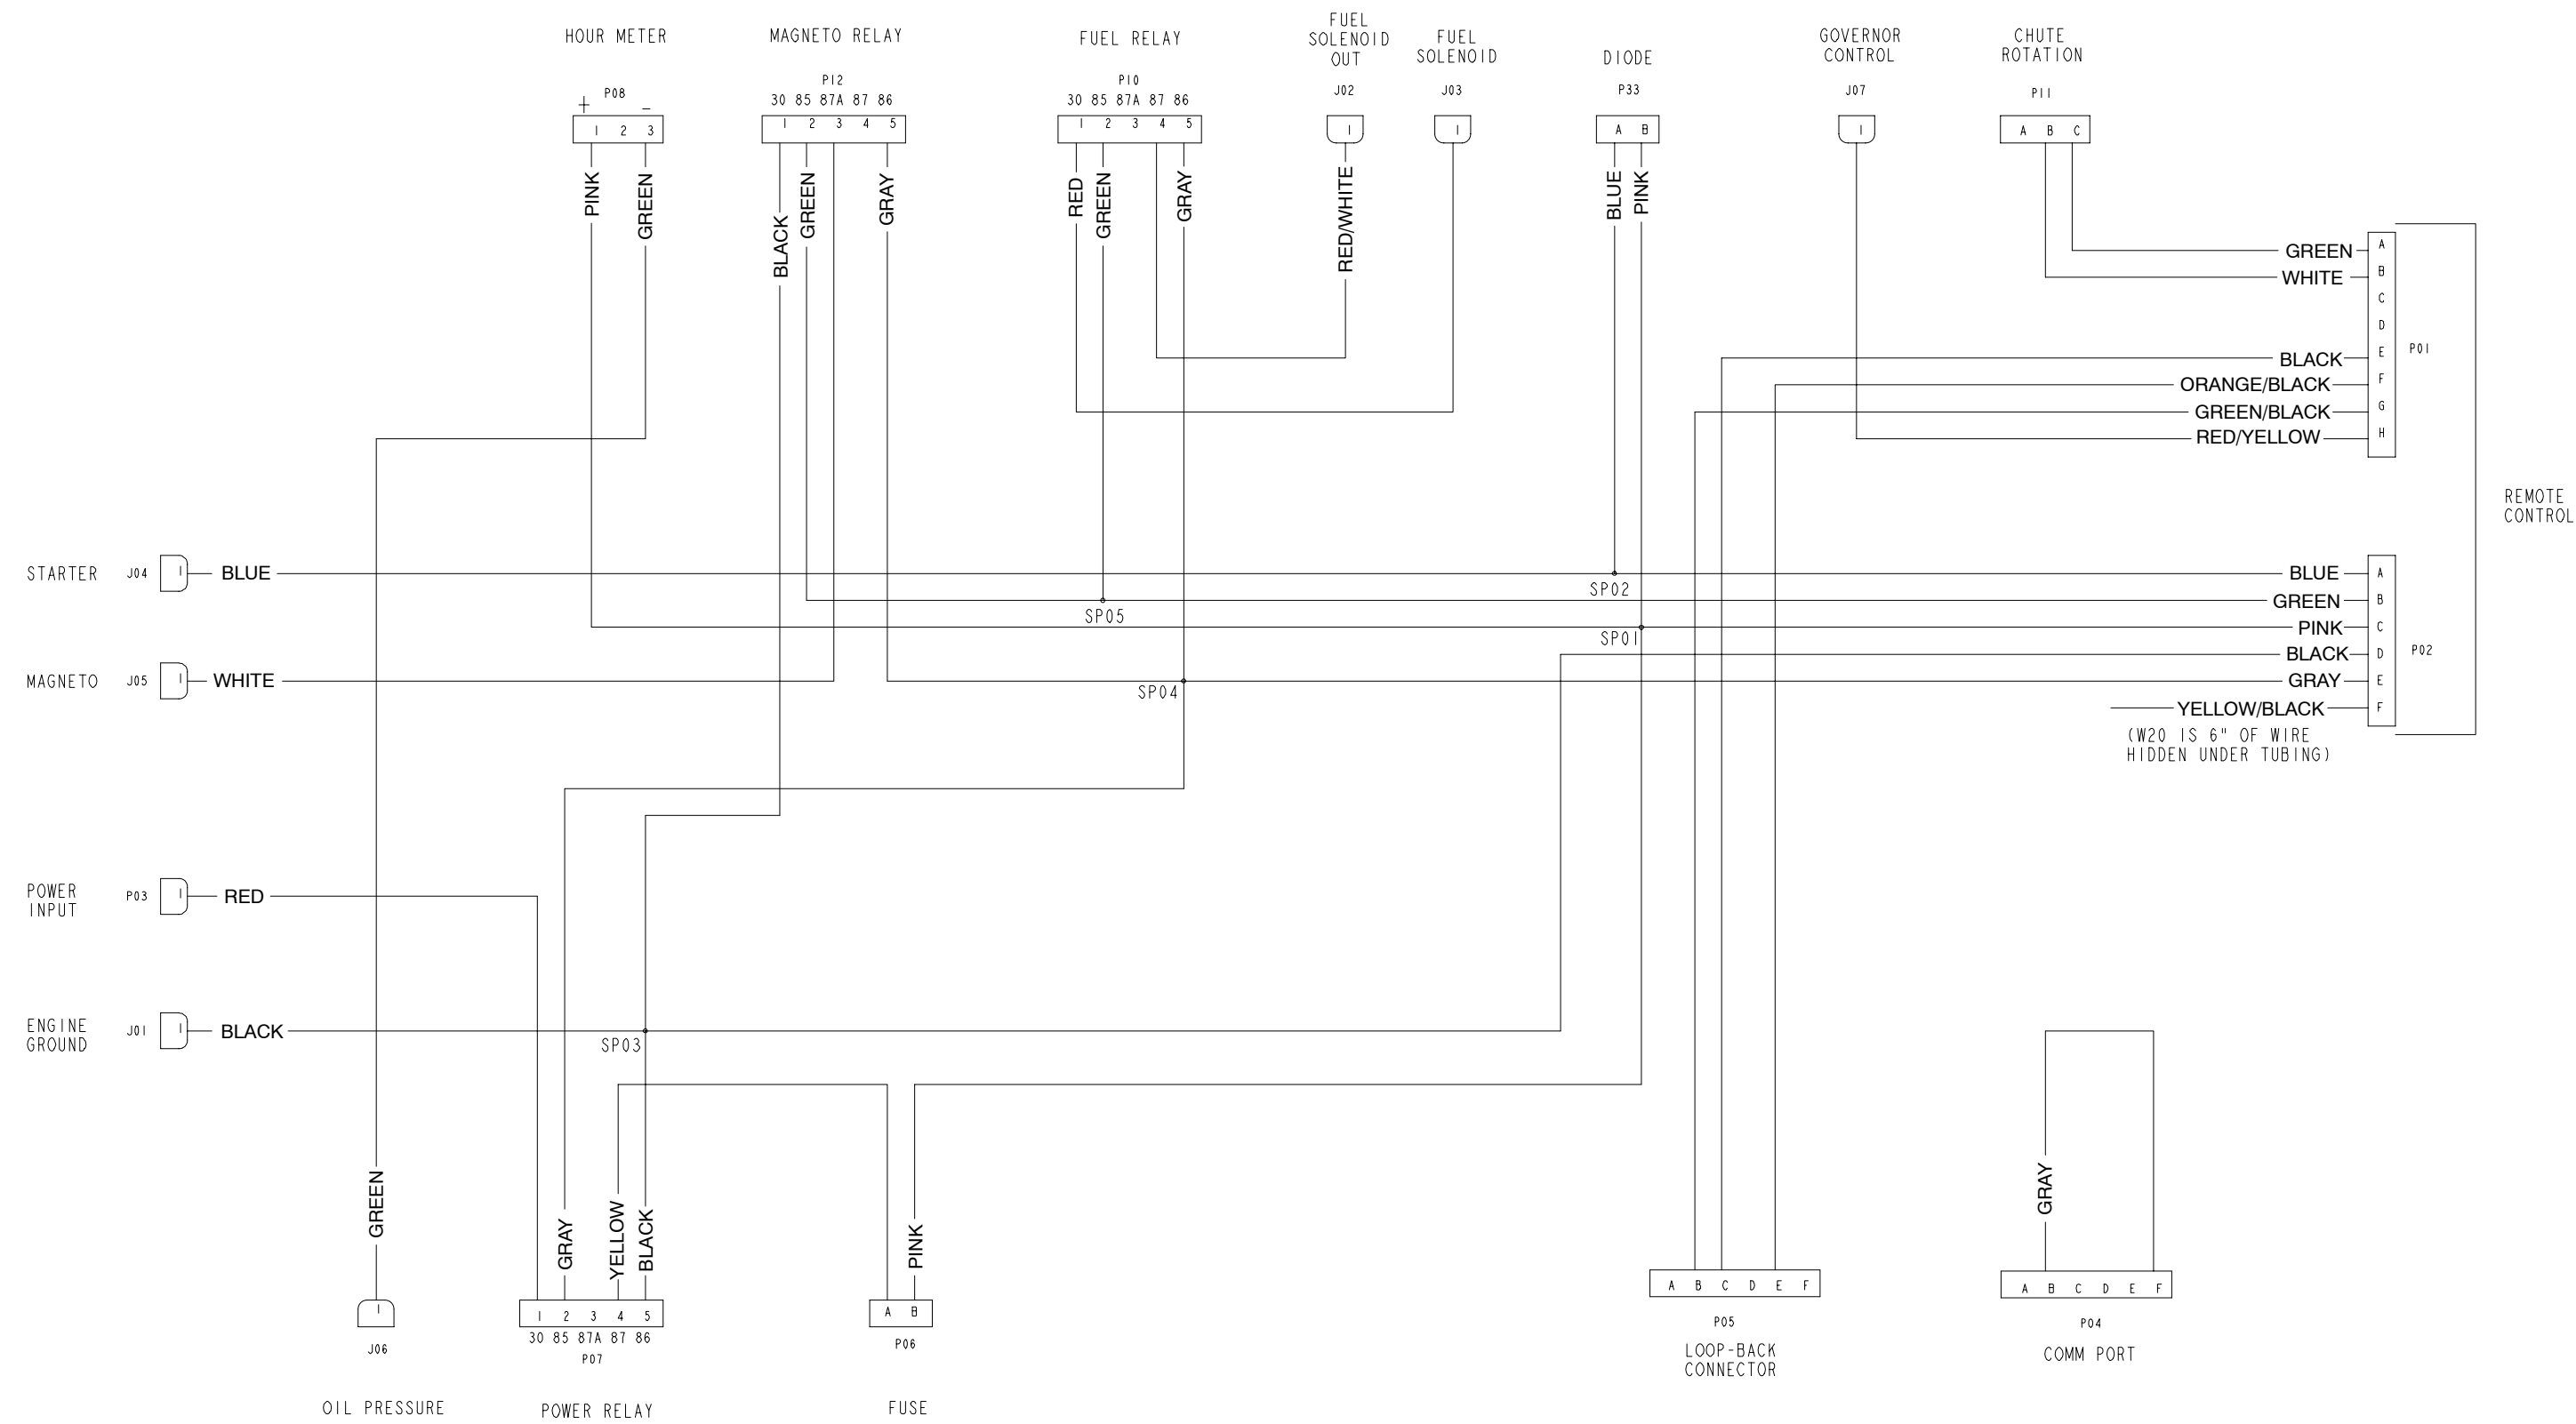 HOUR METER
P08
+ −
1 2 3
PINK
GREEN
MAGNETO RELAY
P12
30 85 87A 87 86
1 2 3 4 5
BLACK
GREEN
GRAY
FUEL RELAY
P10
30 85 87A 87 86
1 2 3 4 5
RED
GREEN
GRAY
FUEL
SOLENOID
OUT
J02
1
RED/WHITE
FUEL
SOLENOID
J03
1
DIODE
P33
A B
BLUE
PINK
GOVERNOR
CONTROL
J07
1
CHUTE
ROTATION
P11
A B C
GREEN A
WHITE B
C
D
BLACK E
ORANGE/BLACK F
GREEN/BLACK G
RED/YELLOW H
P01
REMOTE
CONTROL
BLUE A
GREEN B
PINK C
BLACK D
GRAY E
YELLOW/BLACK F
P02
(W20 IS 6" OF WIRE
HIDDEN UNDER TUBING)
STARTER J04 1 BLUE
SP02
SP05
SP01
MAGNETO J05 1 WHITE
SP04
POWER
INPUT
P03 1 RED
ENGINE
GROUND
J01 1 BLACK
SP03
GREEN
1
J06
OIL PRESSURE
GRAY
YELLOW
BLACK
1 2 3 4 5
30 85 87A 87 86
P07
POWER RELAY
PINK
A B
P06
FUSE
A B C D E F
P05
LOOP-BACK
CONNECTOR
GRAY
A B C D E F
P04
COMM PORT